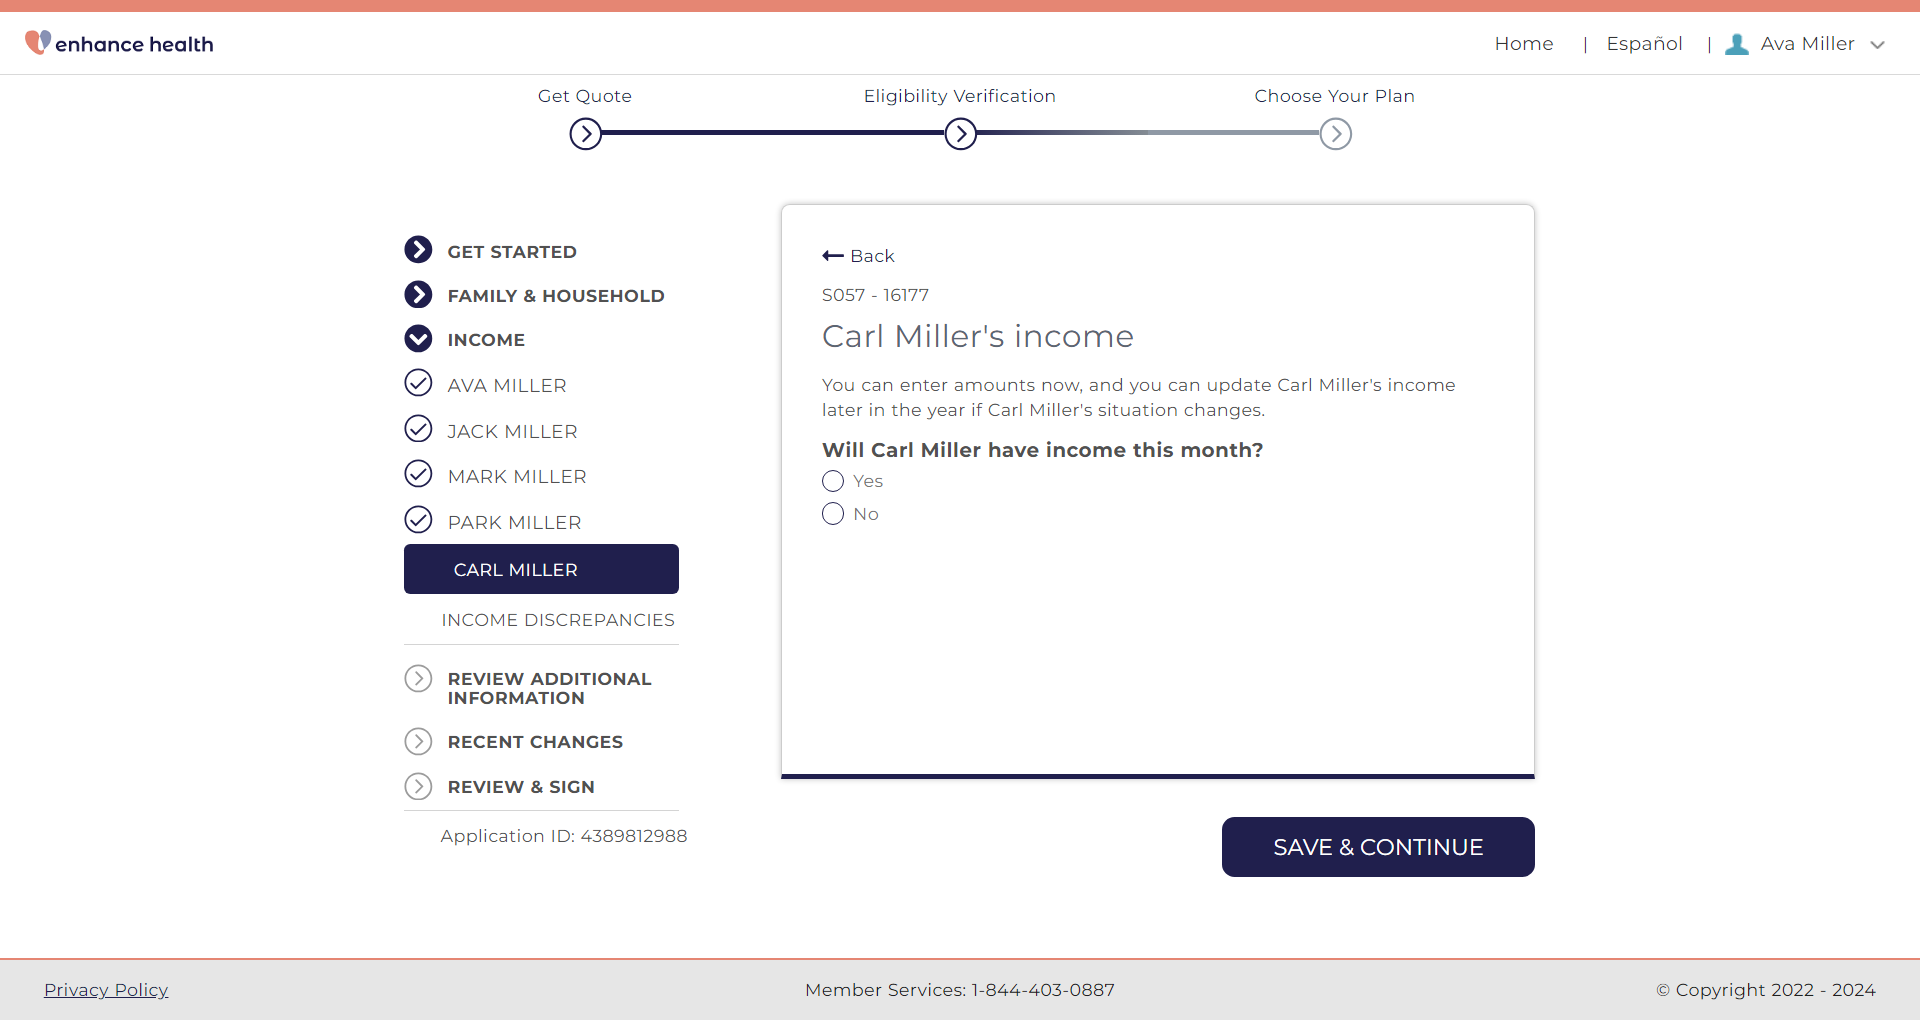 enhance health
Home | Español | Ava Miller
Get Quote
Eligibility Verification
Choose Your Plan
GET STARTED
FAMILY & HOUSEHOLD
INCOME
AVA MILLER
JACK MILLER
MARK MILLER
PARK MILLER
CARL MILLER
INCOME DISCREPANCIES
REVIEW ADDITIONAL
INFORMATION
RECENT CHANGES
REVIEW & SIGN
Application ID: 4389812988
Back
S057 - 16177
Carl Miller's income
You can enter amounts now, and you can update Carl Miller's income
later in the year if Carl Miller's situation changes.
Will Carl Miller have income this month?
Yes
No
SAVE & CONTINUE
Privacy Policy
Member Services: 1-844-403-0887
© Copyright 2022 - 2024